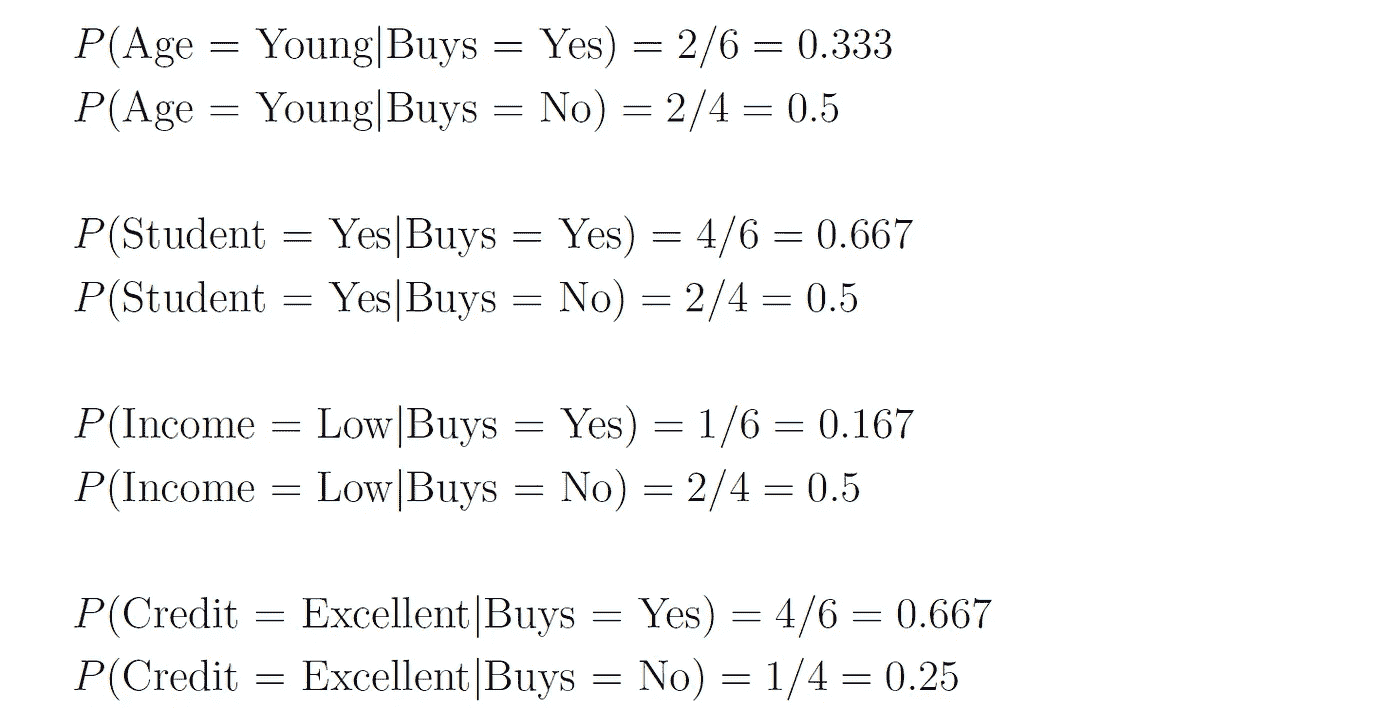 P(Age = Young|Buys = Yes) = 2/6 = 0.333
P(Age = Young|Buys = No) = 2/4 = 0.5
P(Student = Yes|Buys = Yes) = 4/6 = 0.667
P(Student = Yes|Buys = No) = 2/4 = 0.5
P(Income = Low|Buys = Yes) = 1/6 = 0.167
P(Income = Low|Buys = No) = 2/4 = 0.5
P(Credit = Excellent|Buys = Yes) = 4/6 = 0.667
P(Credit = Excellent|Buys = No) = 1/4 = 0.25